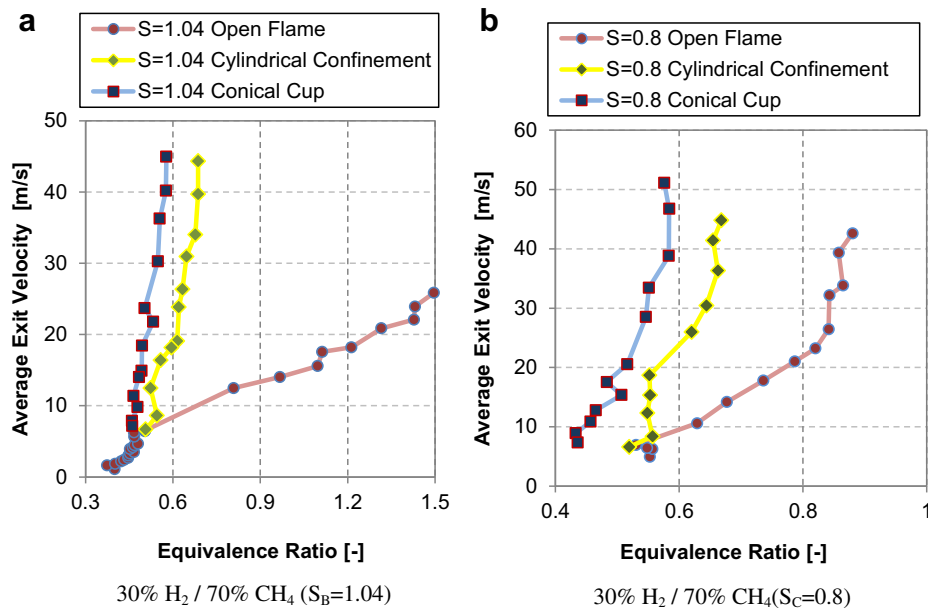 a
S=1.04 Open Flame
S=1.04 Cylindrical Confinement
S=1.04 Conical Cup
50
40
30
20
10
0
Average Exit Velocity [m/s]
0.3 0.6 0.9 1.2 1.5
Equivalence Ratio [-]
30% H₂ / 70% CH₄ (S_B=1.04)
b
S=0.8 Open Flame
S=0.8 Cylindrical Confinement
S=0.8 Conical Cup
60
50
40
30
20
10
0
Average Exit Velocity [m/s]
0.4 0.6 0.8 1
Equivalence Ratio [-]
30% H₂ / 70% CH₄(S_C=0.8)